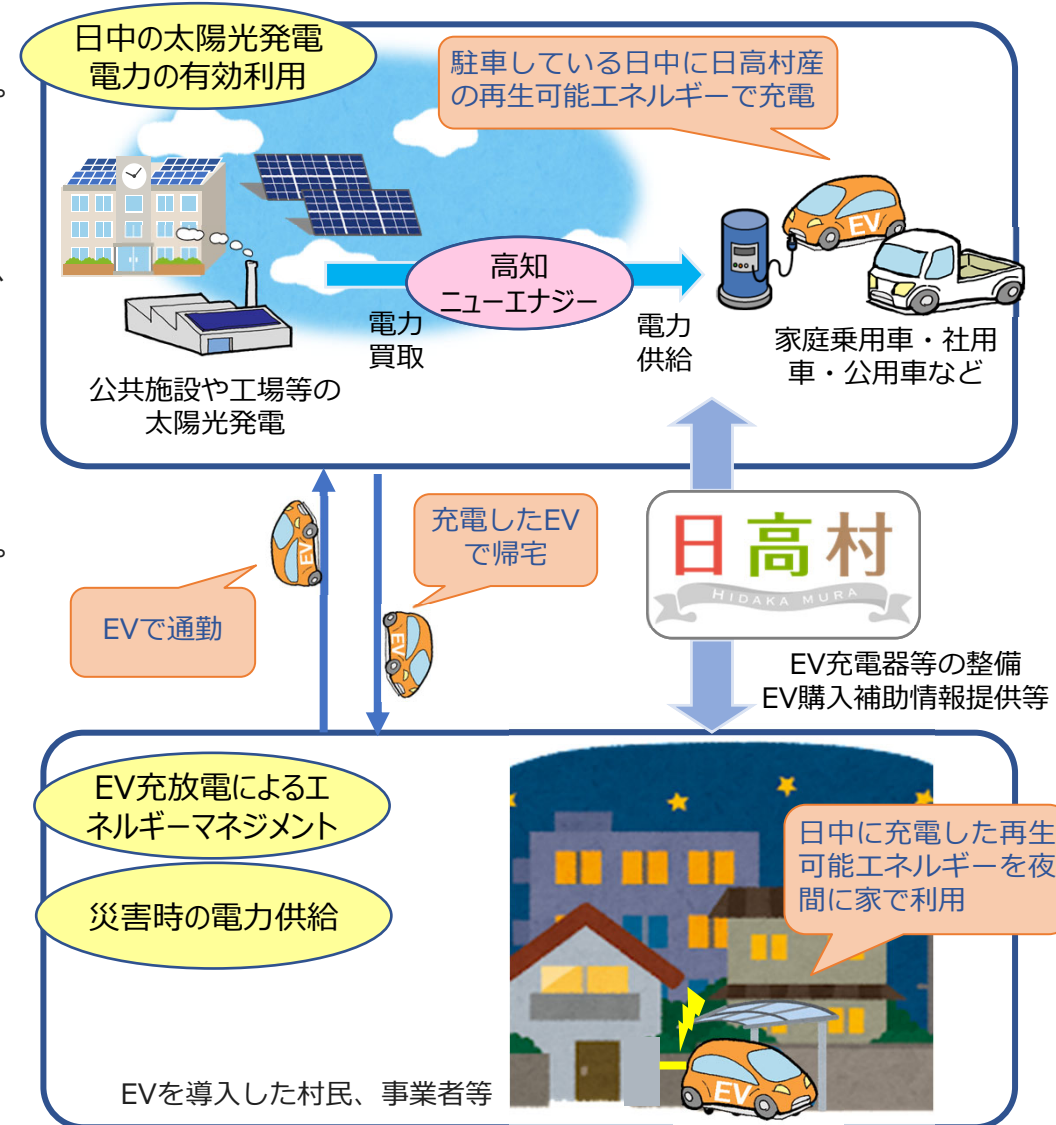 日中の太陽光発電
電力の有効利用
駐車している日中に日高村産
の再生可能エネルギーで充電
。
、
EV
高知
ニューエナジー
電力
買取
電力
供給
公共施設や工場等の
太陽光発電
家庭乗用車・社用
車・公用車など
EV
EVで通勤
充電したEV
で帰宅
EV
。
日高村
HIDAKA MURA
EV充電器等の整備
EV購入補助情報提供等
EV充放電によるエ
ネルギーマネジメント
災害時の電力供給
日中に充電した再生
可能エネルギーを夜
間に家で利用
EV
EVを導入した村民、事業者等